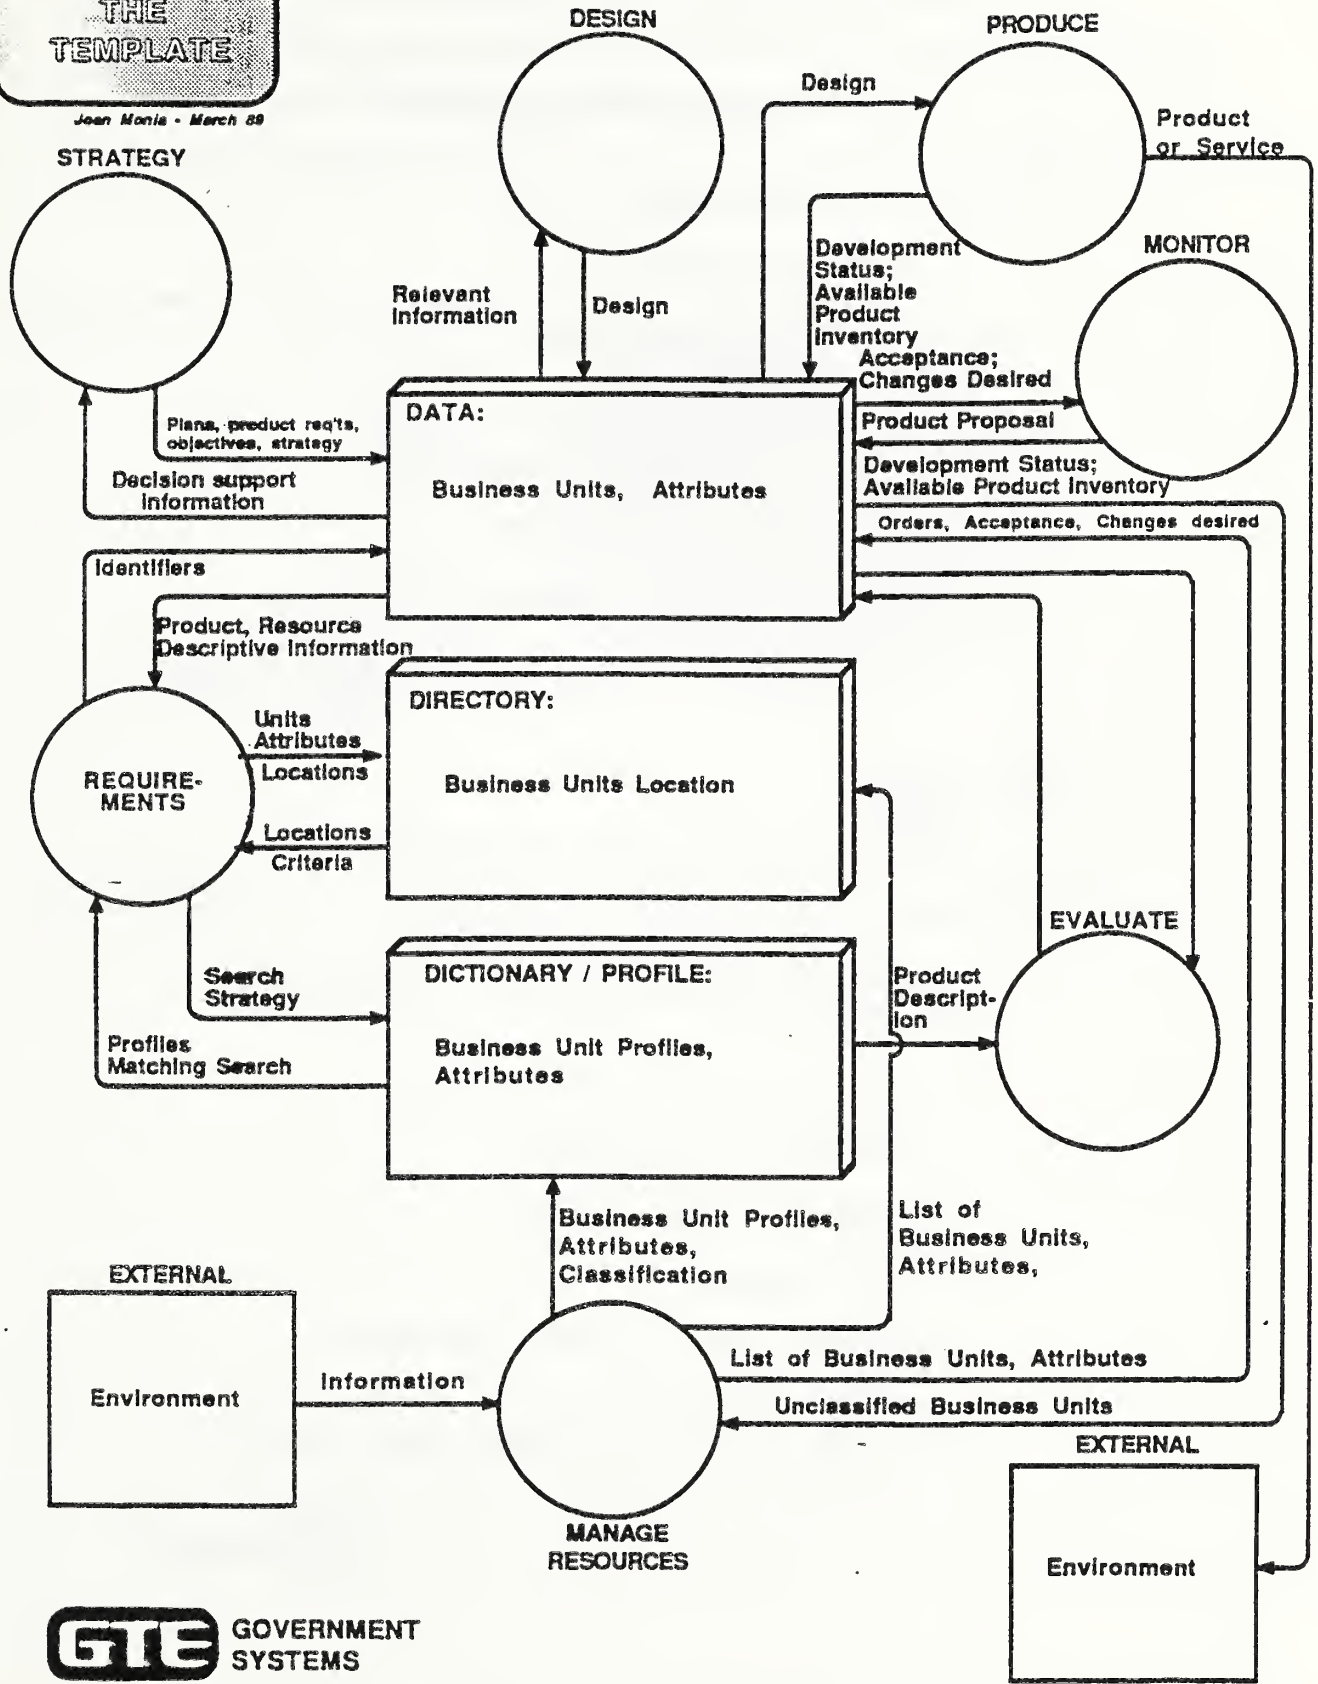 THE
TEMPLATE
Joan Monia - March 89
DESIGN
PRODUCE
Design
Product
or Service
STRATEGY
MONITOR
Relevant
Information
Design
Development
Status;
Available
Product
Inventory
Acceptance;
Changes Desired
Product Proposal
Development Status;
Available Product Inventory
Orders, Acceptance, Changes desired
Plans, product req'ts,
objectives, strategy
Decision support
Information
DATA:
Business Units, Attributes
Identifiers
Product, Resource
Descriptive Information
DIRECTORY:
Business Units Location
Units
Attributes
Locations
REQUIRE-
MENTS
Locations
Criteria
EVALUATE
Search
Strategy
DICTIONARY / PROFILE:
Business Unit Profiles,
Attributes
Product
Descript-
ion
Profiles
Matching Search
Business Unit Profiles,
Attributes,
Classification
List of
Business Units,
Attributes,
EXTERNAL
Environment
Information
List of Business Units, Attributes
Unclassified Business Units
EXTERNAL
Environment
MANAGE
RESOURCES
GTE
GOVERNMENT
SYSTEMS